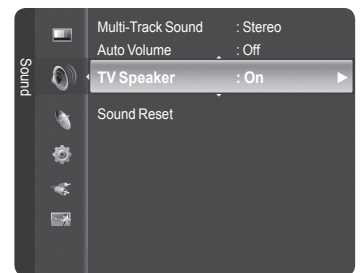 Sound
Multi-Track Sound : Stereo
Auto Volume : Off
TV Speaker : On
Sound Reset